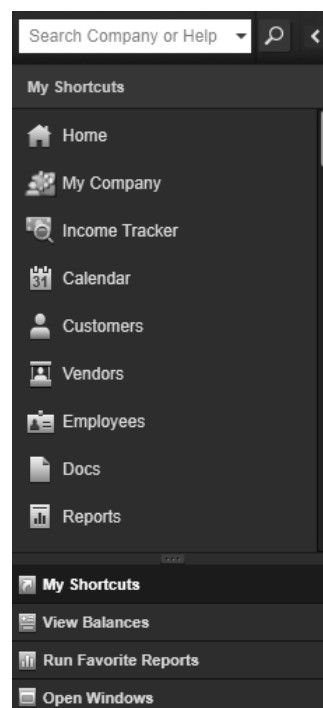 Search Company or Help
My Shortcuts
Home
My Company
Income Tracker
31 Calendar
Customers
Vendors
Employees
Docs
Reports
My Shortcuts
View Balances
Run Favorite Reports
Open Windows